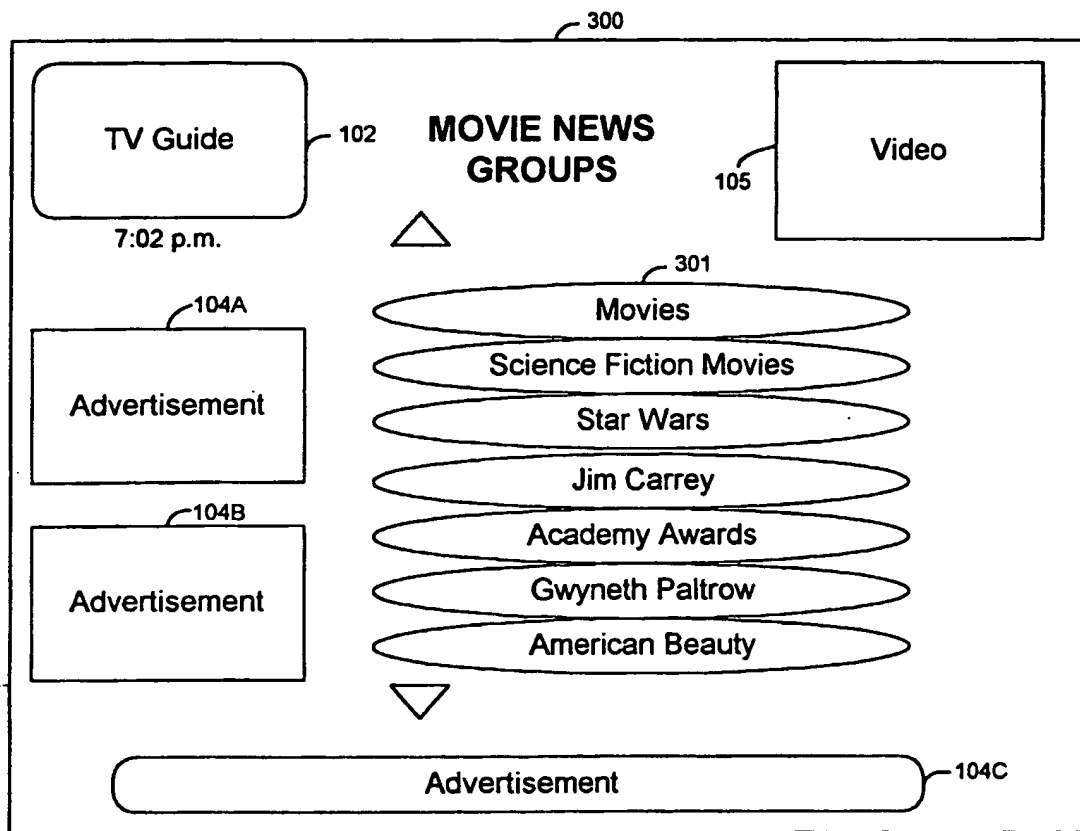 300
TV Guide
102
MOVIE NEWS
GROUPS
Video
105
7:02 p.m.
301
Movies
104A
Science Fiction Movies
Advertisement
Star Wars
Jim Carrey
104B
Academy Awards
Advertisement
Gwyneth Paltrow
American Beauty
Advertisement
104C